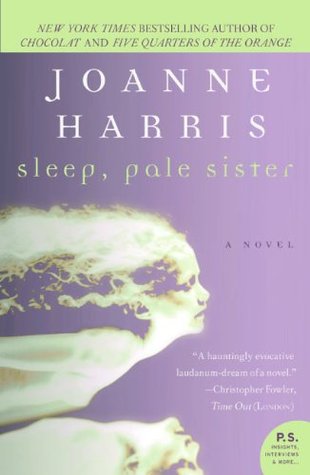 NEW YORK TIMES BESTSELLING AUTHOR OF
CHOCOLAT AND FIVE QUARTERS OF THE ORANGE
JOANNE
HARRIS
sleep, pale sister
A NOVEL
"A hauntingly evocative
laudanum-dream of a novel."
—Christopher Fowler,
Time Out (LONDON)
P.S.
INSIGHTS,
INTERVIEWS
& MORE...